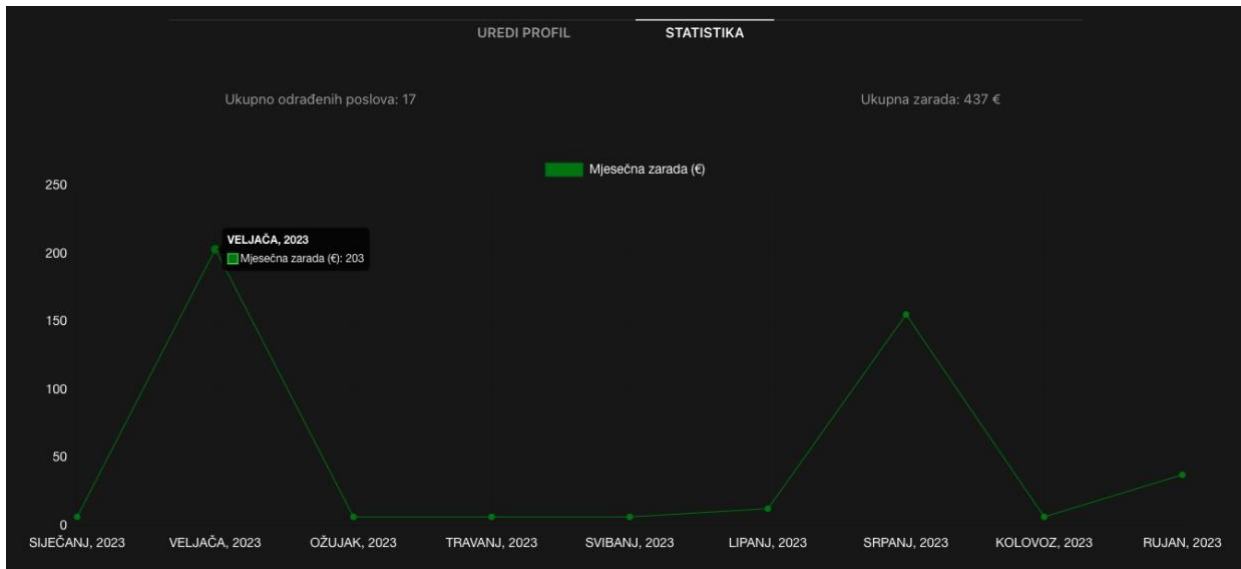 UREDI PROFIL
STATISTIKA
Ukupno odrađenih poslova: 17
Ukupna zarada: 437 €
Mjesečna zarada (€)
250
VELJAČA, 2023
Mjesečna zarada (€): 203
200
150
100
50
0
SIJEČANJ, 2023
VELJAČA, 2023
OŽUJAK, 2023
TRAVANJ, 2023
SVIBANJ, 2023
LIPANJ, 2023
SRPANJ, 2023
KOLOVOZ, 2023
RUJAN, 2023